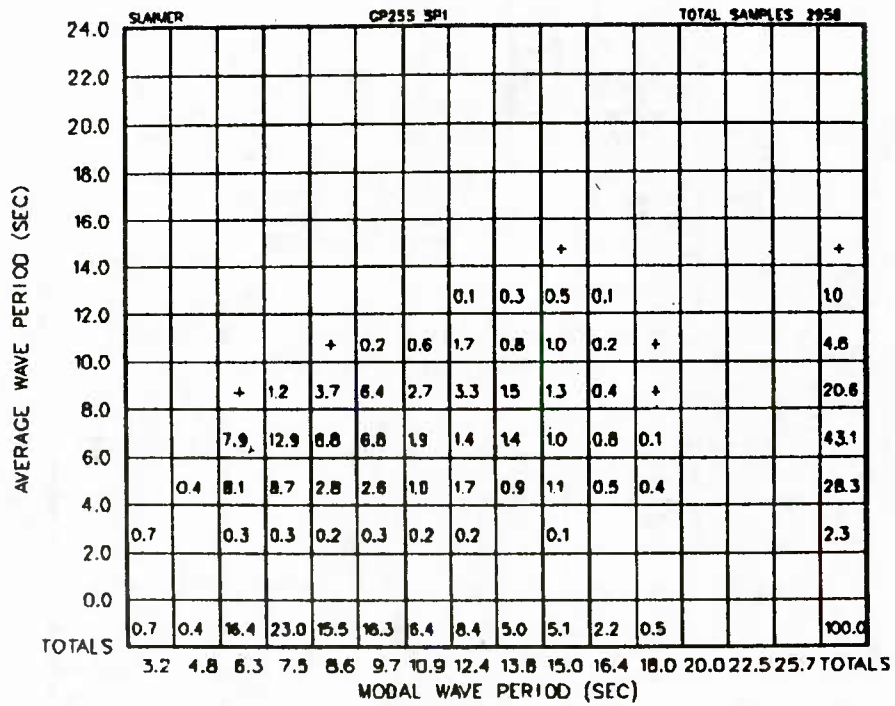 SUMMER GP255 SP1 TOTAL SAMPLES 2958
24.0
22.0
20.0
18.0
16.0
+ +
14.0
0.1 0.3 0.5 0.1 1.0
12.0
+ 0.2 0.6 1.7 0.8 1.0 0.2 + 4.6
10.0
+ 1.2 3.7 6.4 2.7 3.3 1.5 1.3 0.4 + 20.6
8.0
7.9 12.9 8.8 6.8 1.9 1.4 1.4 1.0 0.8 0.1 43.1
6.0
0.4 8.1 8.7 2.8 2.6 1.0 1.7 0.9 1.1 0.5 0.4 28.3
4.0
0.7 0.3 0.3 0.2 0.3 0.2 0.2 0.1 2.3
2.0
0.0
TOTALS 0.7 0.4 16.4 23.0 15.5 16.3 6.4 8.4 5.0 5.1 2.2 0.5 100.0
3.2 4.8 6.3 7.5 8.6 9.7 10.9 12.4 13.8 15.0 16.4 18.0 20.0 22.5 25.7 TOTALS
MODAL WAVE PERIOD (SEC)
AVERAGE WAVE PERIOD (SEC)